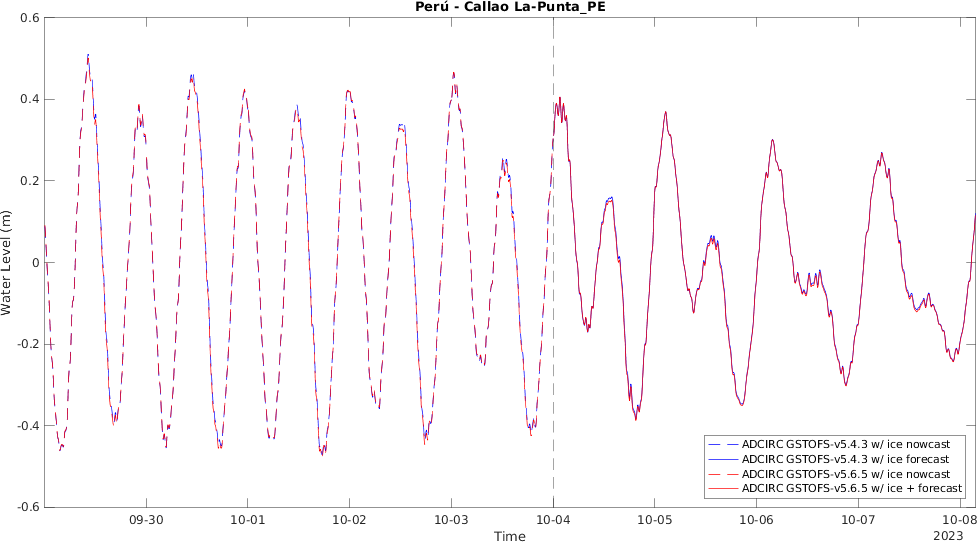 Perú - Callao La-Punta_PE
0.6
0.4
0.2
0
-0.2
-0.4
-0.6
Water Level (m)
ADCIRC GSTOFS-v5.4.3 w/ ice nowcast
ADCIRC GSTOFS-v5.4.3 w/ ice forecast
ADCIRC GSTOFS-v5.6.5 w/ ice nowcast
ADCIRC GSTOFS-v5.6.5 w/ ice + forecast
09-30 10-01 10-02 10-03 10-04 10-05 10-06 10-07 10-08
Time
2023